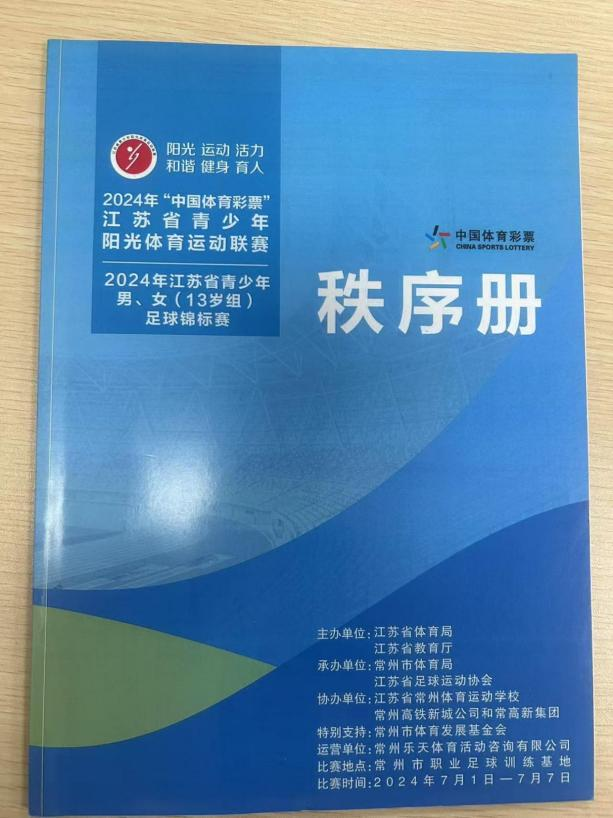 阳光 运动 活力
和谐 健身 育人
2024年“中国体育彩票”
江苏省青少年
阳光体育运动联赛
2024年江苏省青少年
男、女（13岁组）
足球锦标赛
中国体育彩票
CHINA SPORTS LOTTERY
秩序册
主办单位：江苏省体育局
江苏省教育厅
承办单位：常州市体育局
江苏省足球运动协会
协办单位：江苏省常州体育运动学校
常州高铁新城公司和常高新集团
特别支持：常州市体育发展基金会
运营单位：常州乐天体育活动咨询有限公司
比赛地点：常州市职业足球训练基地
比赛时间：2024年7月1日—7月7日